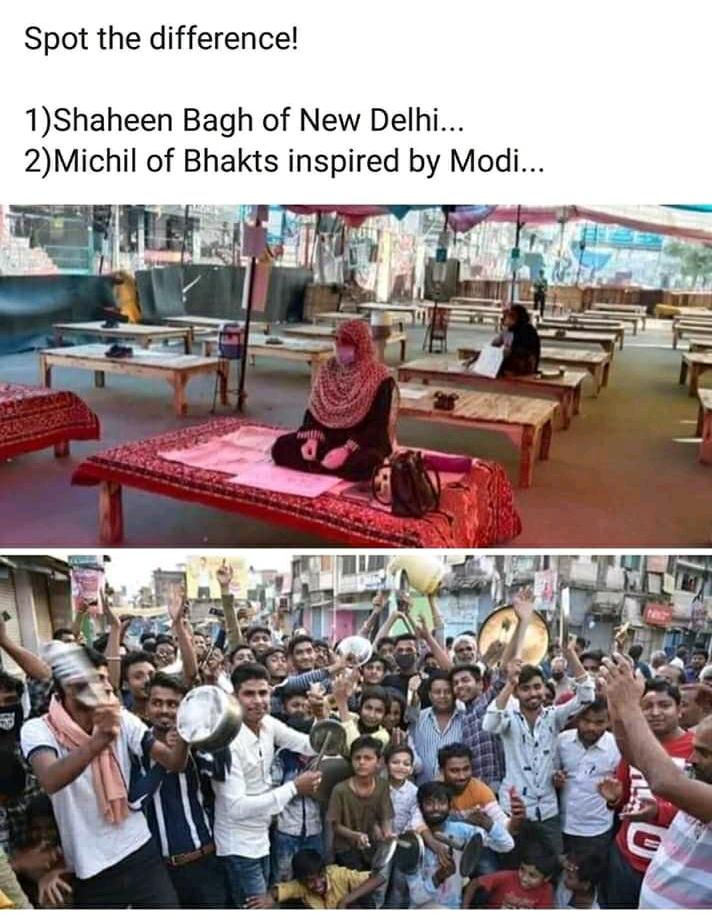 Spot the difference!
1)Shaheen Bagh of New Delhi...
2)Michil of Bhakts inspired by Modi...